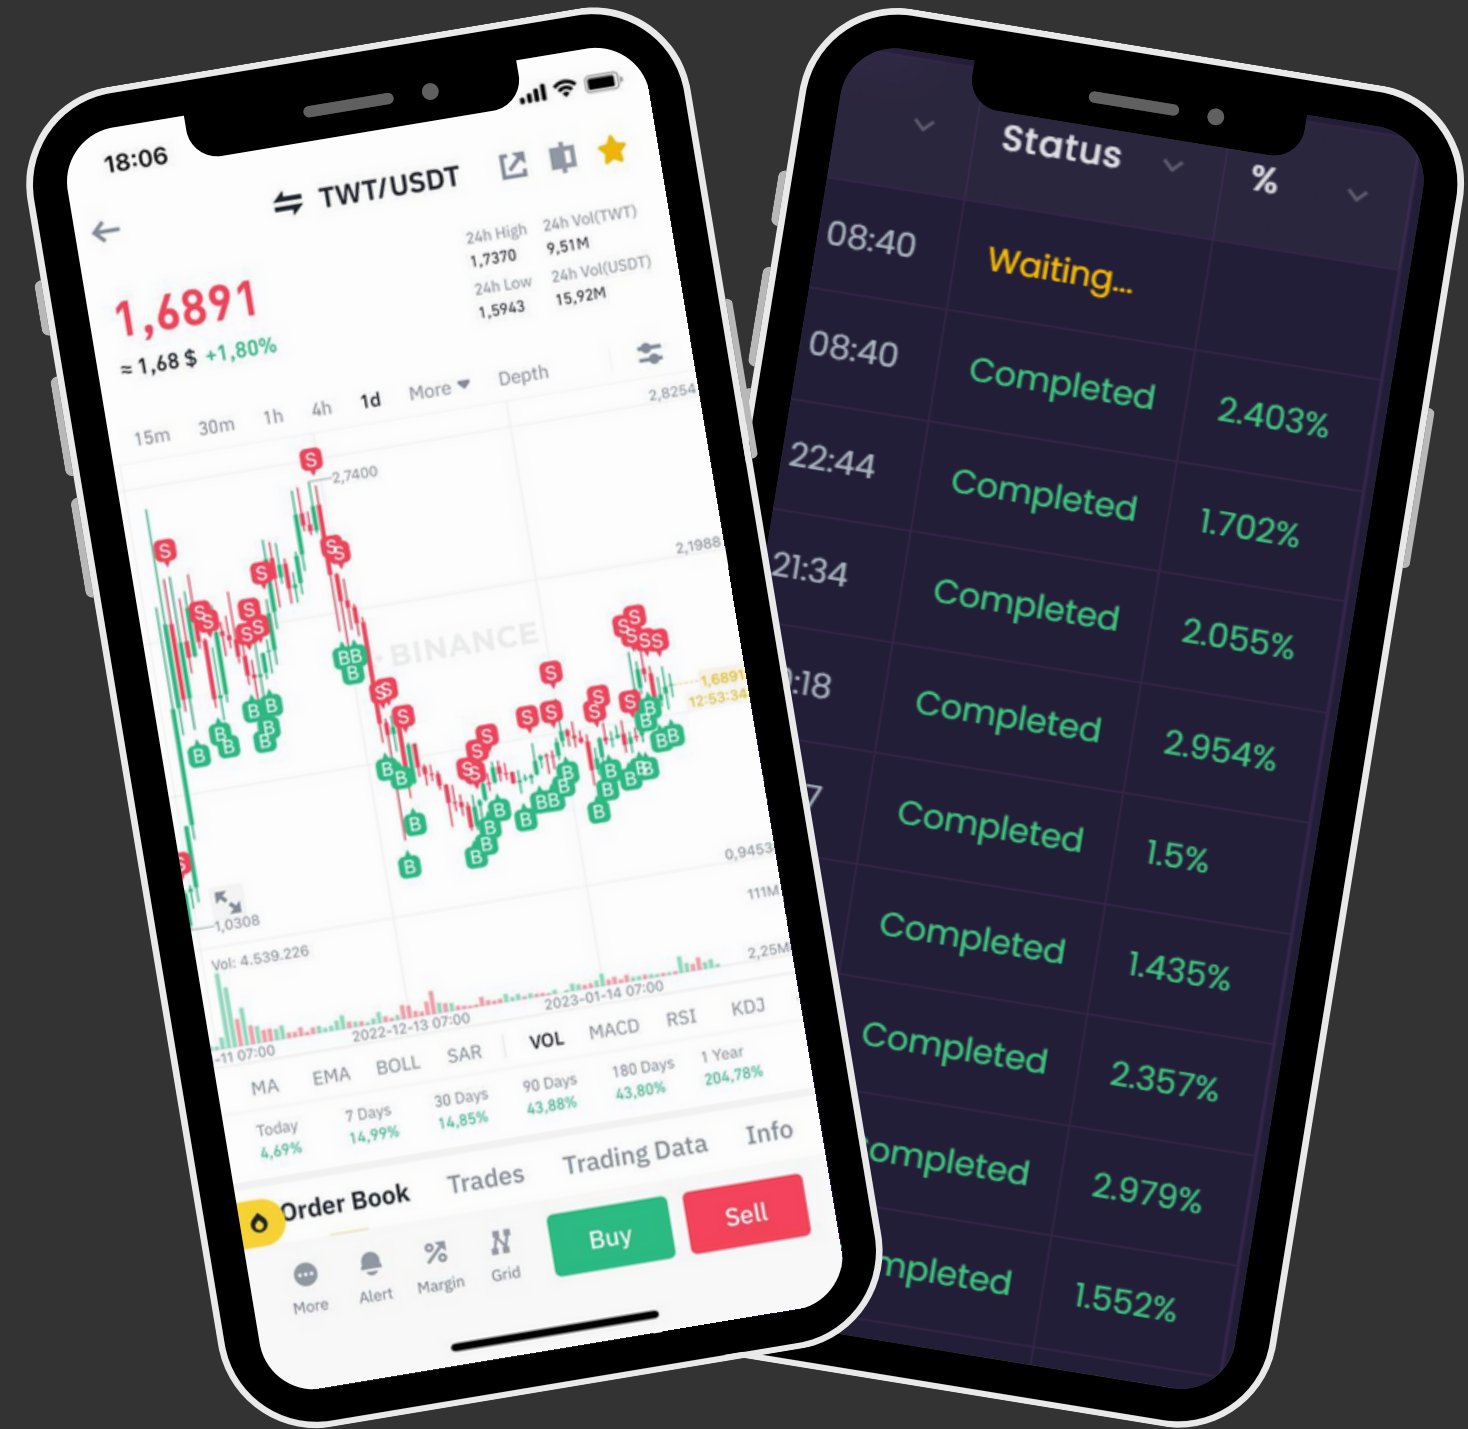 18:06
TWT/USDT
1,6891
≈ 1,68 $ +1,80%
24h High
1,7370
24h Vol(TWT)
9,51M
24h Low
1,5943
24h Vol(USDT)
15,92M
15m 30m 1h 4h 1d More Depth
2,8254
2,7400
2,1988
BINANCE
1,6891
12:53:34
0,9453
1,0308
111M
Vol: 4.539.226
2,25M
-11 07:00 2022-12-13 07:00 2023-01-14 07:00
MA EMA BOLL SAR VOL MACD RSI KDJ
Today 7 Days 30 Days 90 Days 180 Days 1 Year
4,69% 14,99% 14,85% 43,88% 43,80% 204,78%
Order Book Trades Trading Data Info
More Alert Margin Grid Buy Sell
Status %
08:40 Waiting...
08:40 Completed 2.403%
22:44 Completed 1.702%
21:34 Completed 2.055%
:18 Completed 2.954%
7 Completed 1.5%
Completed 1.435%
Completed 2.357%
ompleted 2.979%
mpleted 1.552%